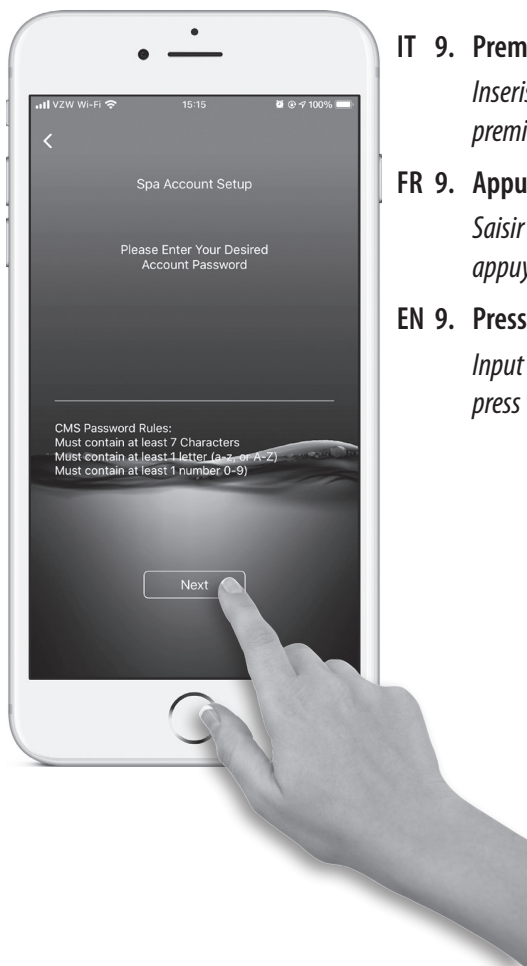 VZW Wi-Fi 15:15 100%
Spa Account Setup
Please Enter Your Desired
Account Password
CMS Password Rules:
Must contain at least 7 Characters
Must contain at least 1 letter (a-z, or A-Z)
Must contain at least 1 number 0-9)
Next
IT 9. Prem
Inseris
premi
FR 9. Appu
Saisir
appuy
EN 9. Press
Input
press